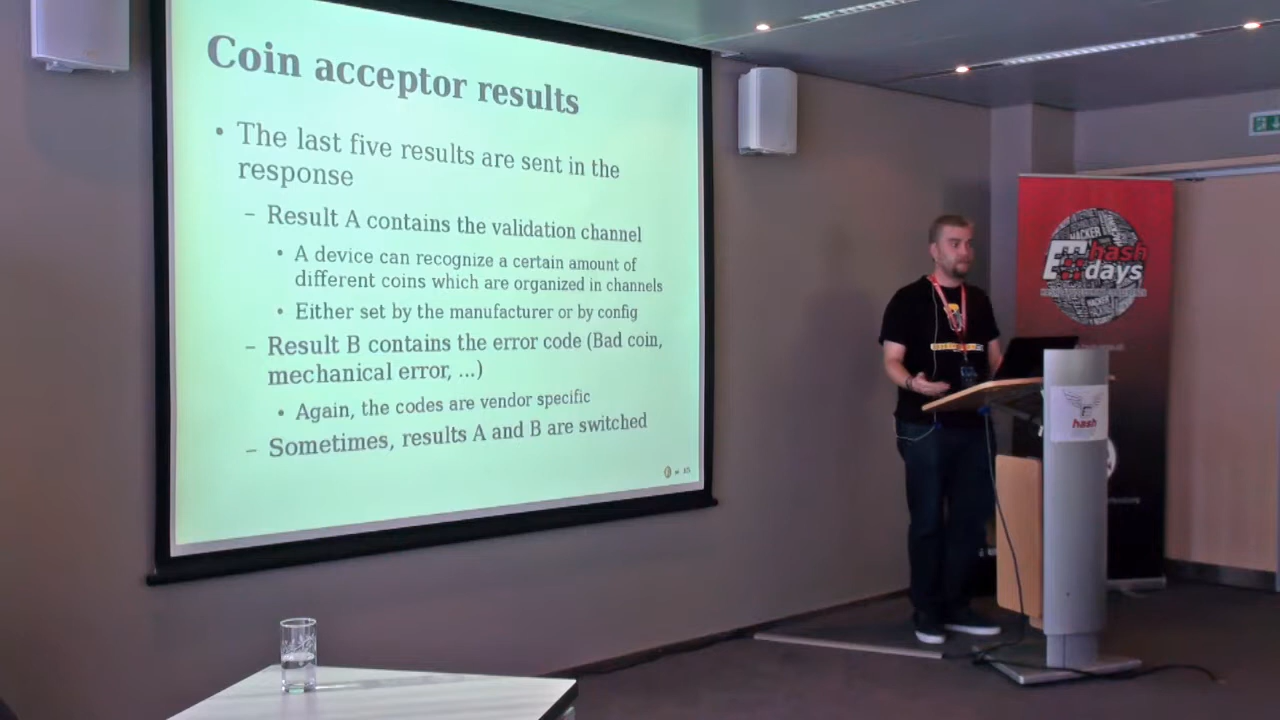 Coin acceptor results
• The last five results are sent in the
response
– Result A contains the validation channel
• A device can recognize a certain amount of
different coins which are organized in channels
• Either set by the manufacturer or by config
– Result B contains the error code (Bad coin,
mechanical error, ...)
• Again, the codes are vendor specific
– Sometimes, results A and B are switched
HACKER
hash
days
hash